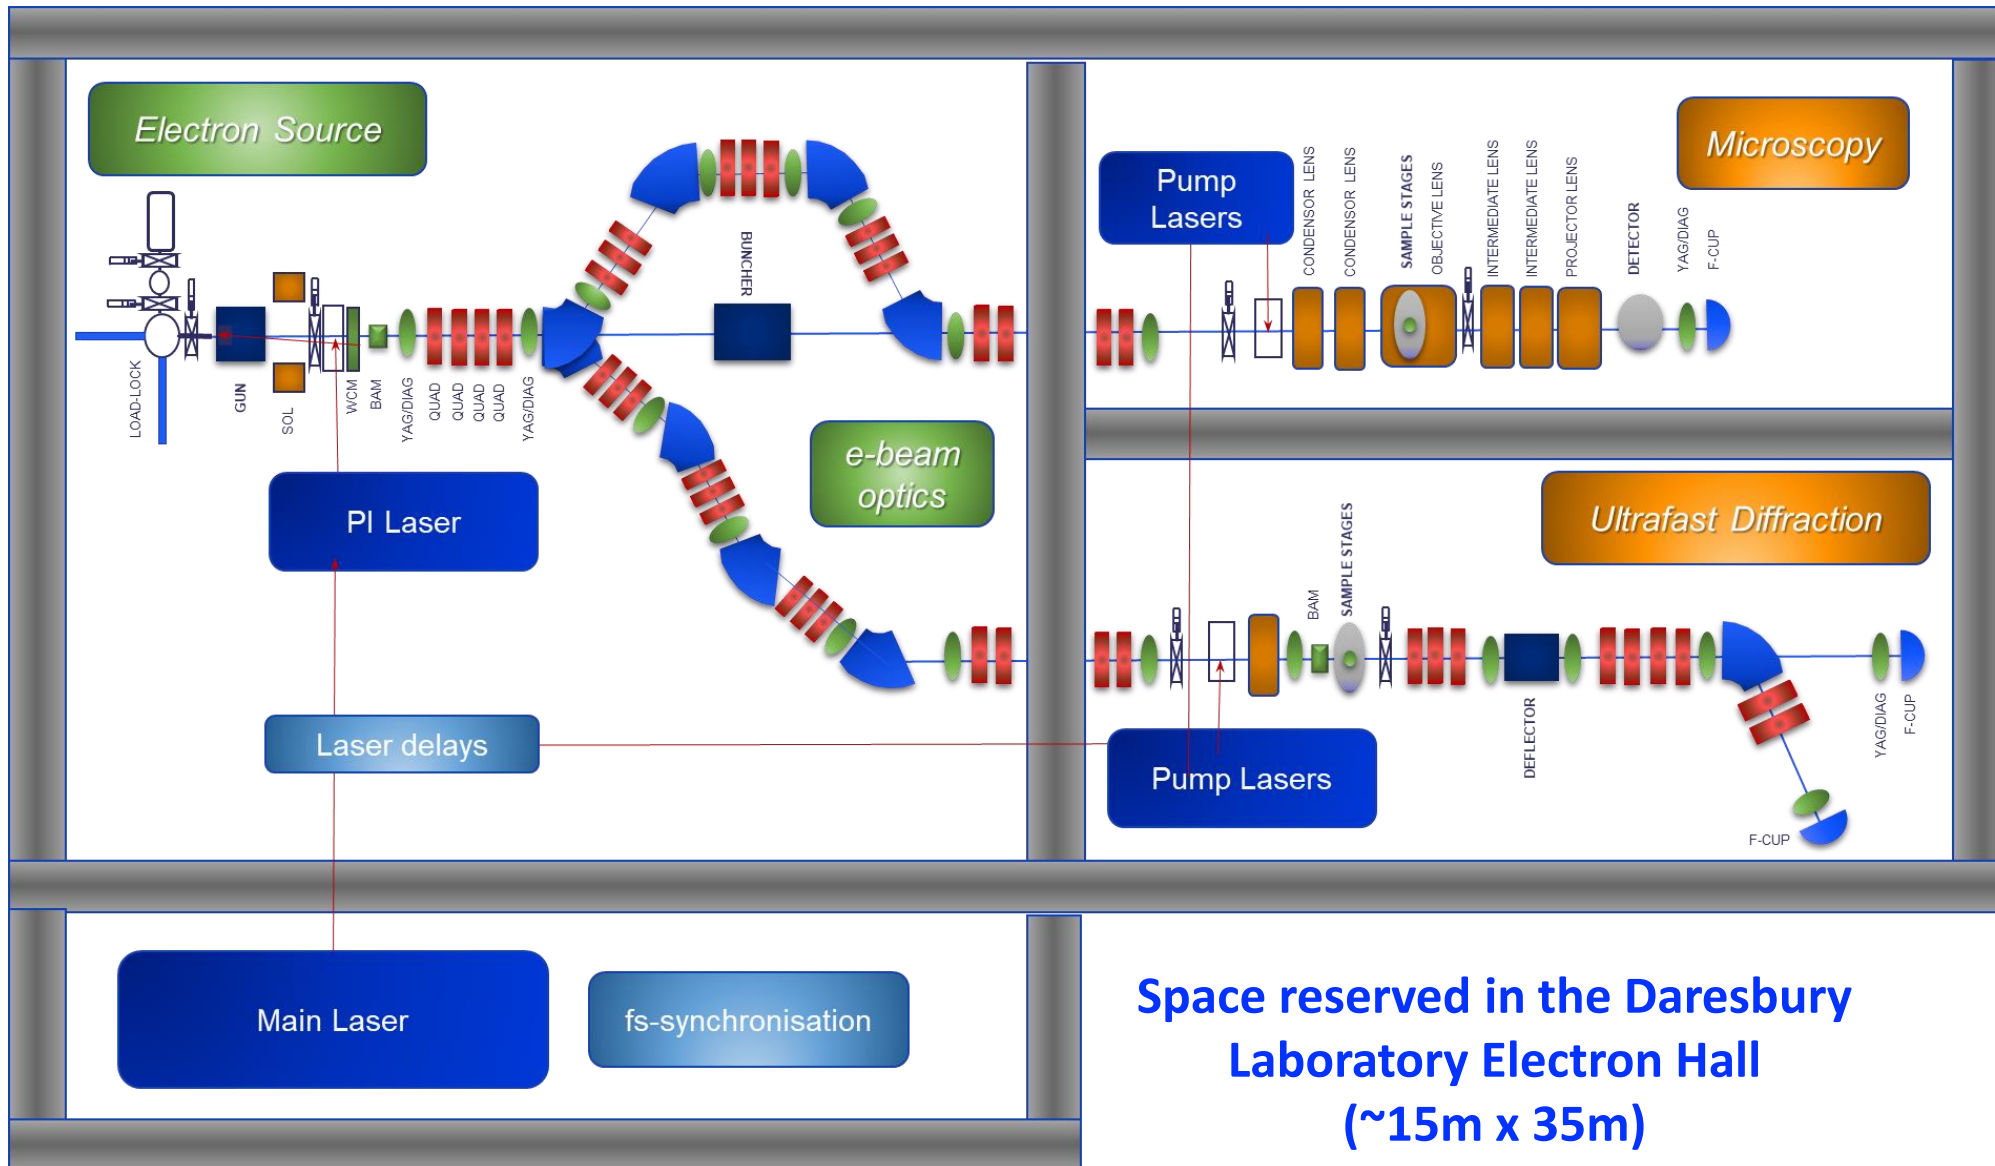 Electron Source
LOAD-LOCK
GUN
SOL
WCM
BAM
YAG/DIAG
QUAD
QUAD
QUAD
QUAD
YAG/DIAG
BUNCHER
e-beam
optics
PI Laser
Laser delays
Main Laser
fs-synchronisation
Microscopy
Pump
Lasers
CONDENSOR LENS
CONDENSOR LENS
SAMPLE STAGES
OBJECTIVE LENS
INTERMEDIATE LENS
INTERMEDIATE LENS
PROJECTOR LENS
DETECTOR
YAG/DIAG
F-CUP
Ultrafast Diffraction
BAM
SAMPLE STAGES
DEFLECTOR
YAG/DIAG
F-CUP
F-CUP
Pump Lasers
Space reserved in the Daresbury
Laboratory Electron Hall
(~15m x 35m)